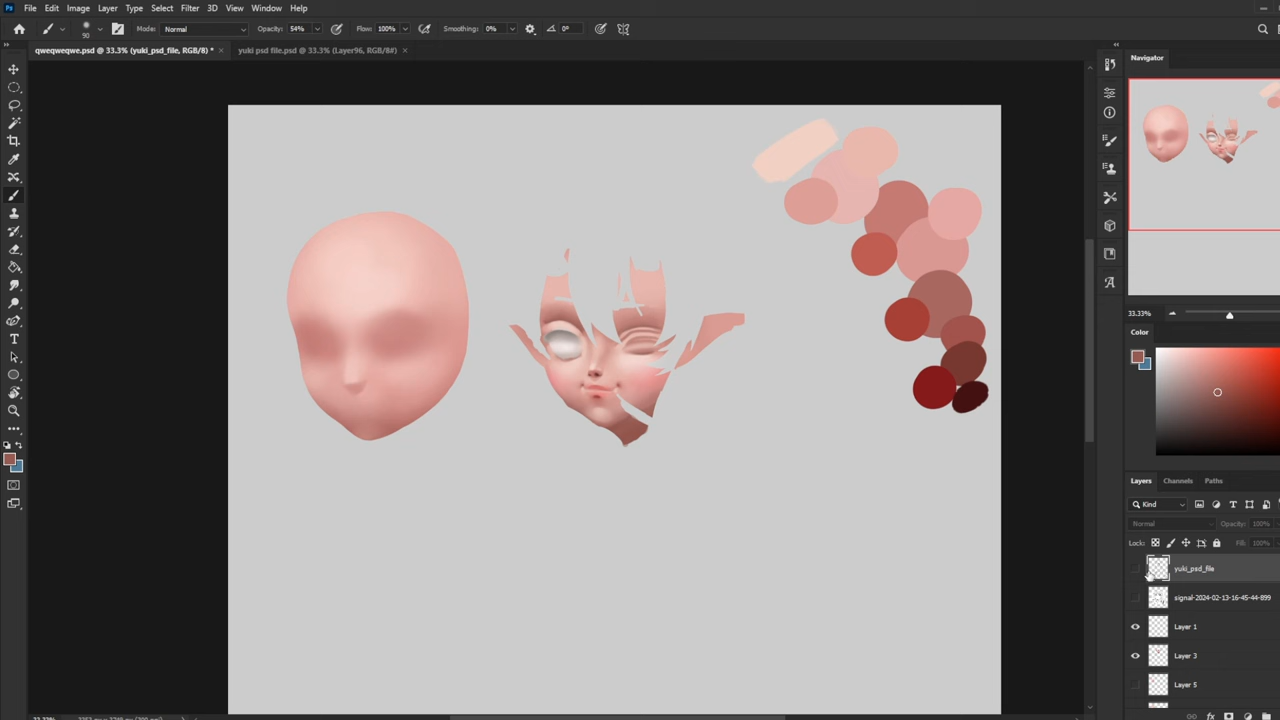 Ps File Edit Image Layer Type Select Filter 3D View Window Help
90 Mode: Normal Opacity: 54% Flow: 100% Smoothing: 0% 0°
qweqweqwe.psd @ 33.3% (yuki_psd_file, RGB/8) * × yuki psd file.psd @ 33.3% (Layer96, RGB/8#) ×
Navigator
33.33%
Color
Layers Channels Paths
Kind
Normal Opacity: 100%
Lock: Fill: 100%
yuki_psd_file
signal-2024-02-13-16-45-44-899
Layer 1
Layer 3
Layer 5